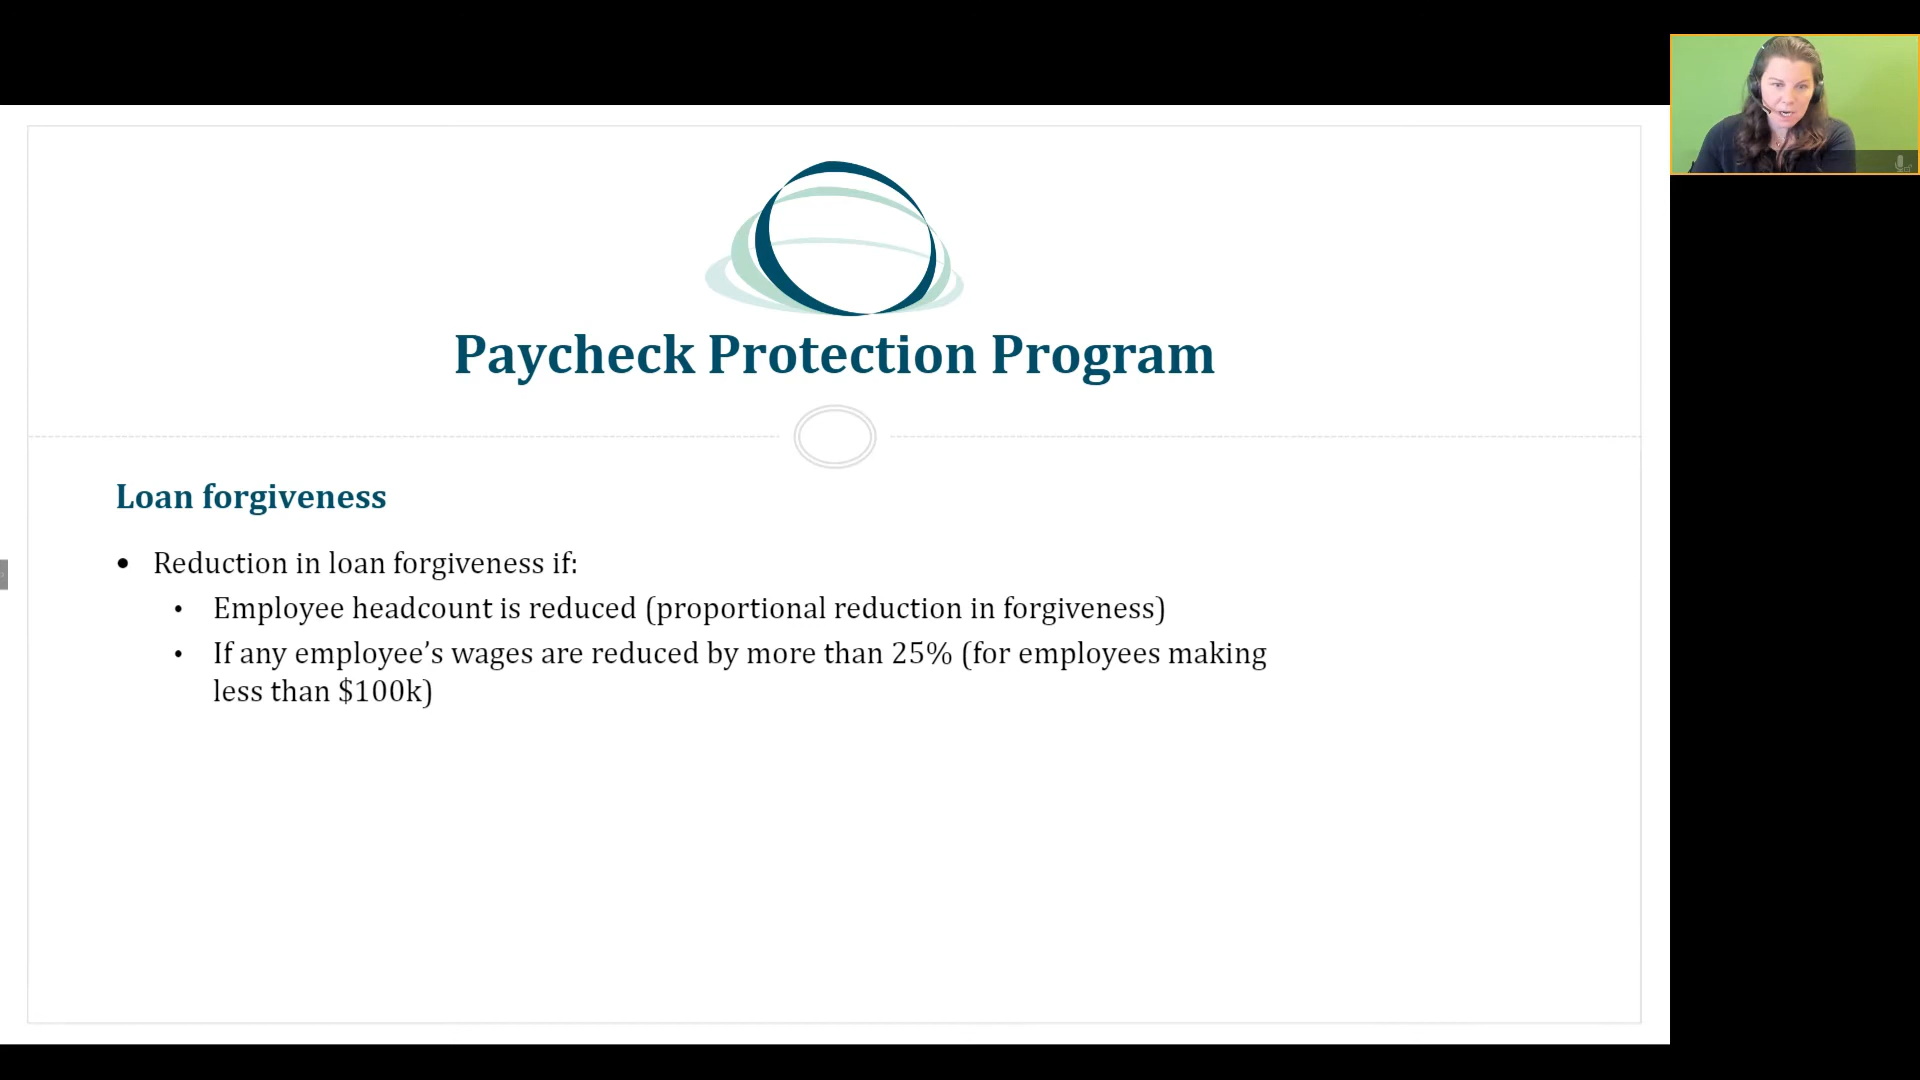 Paycheck Protection Program
Loan forgiveness
• Reduction in loan forgiveness if:
• Employee headcount is reduced (proportional reduction in forgiveness)
• If any employee’s wages are reduced by more than 25% (for employees making
less than $100k)